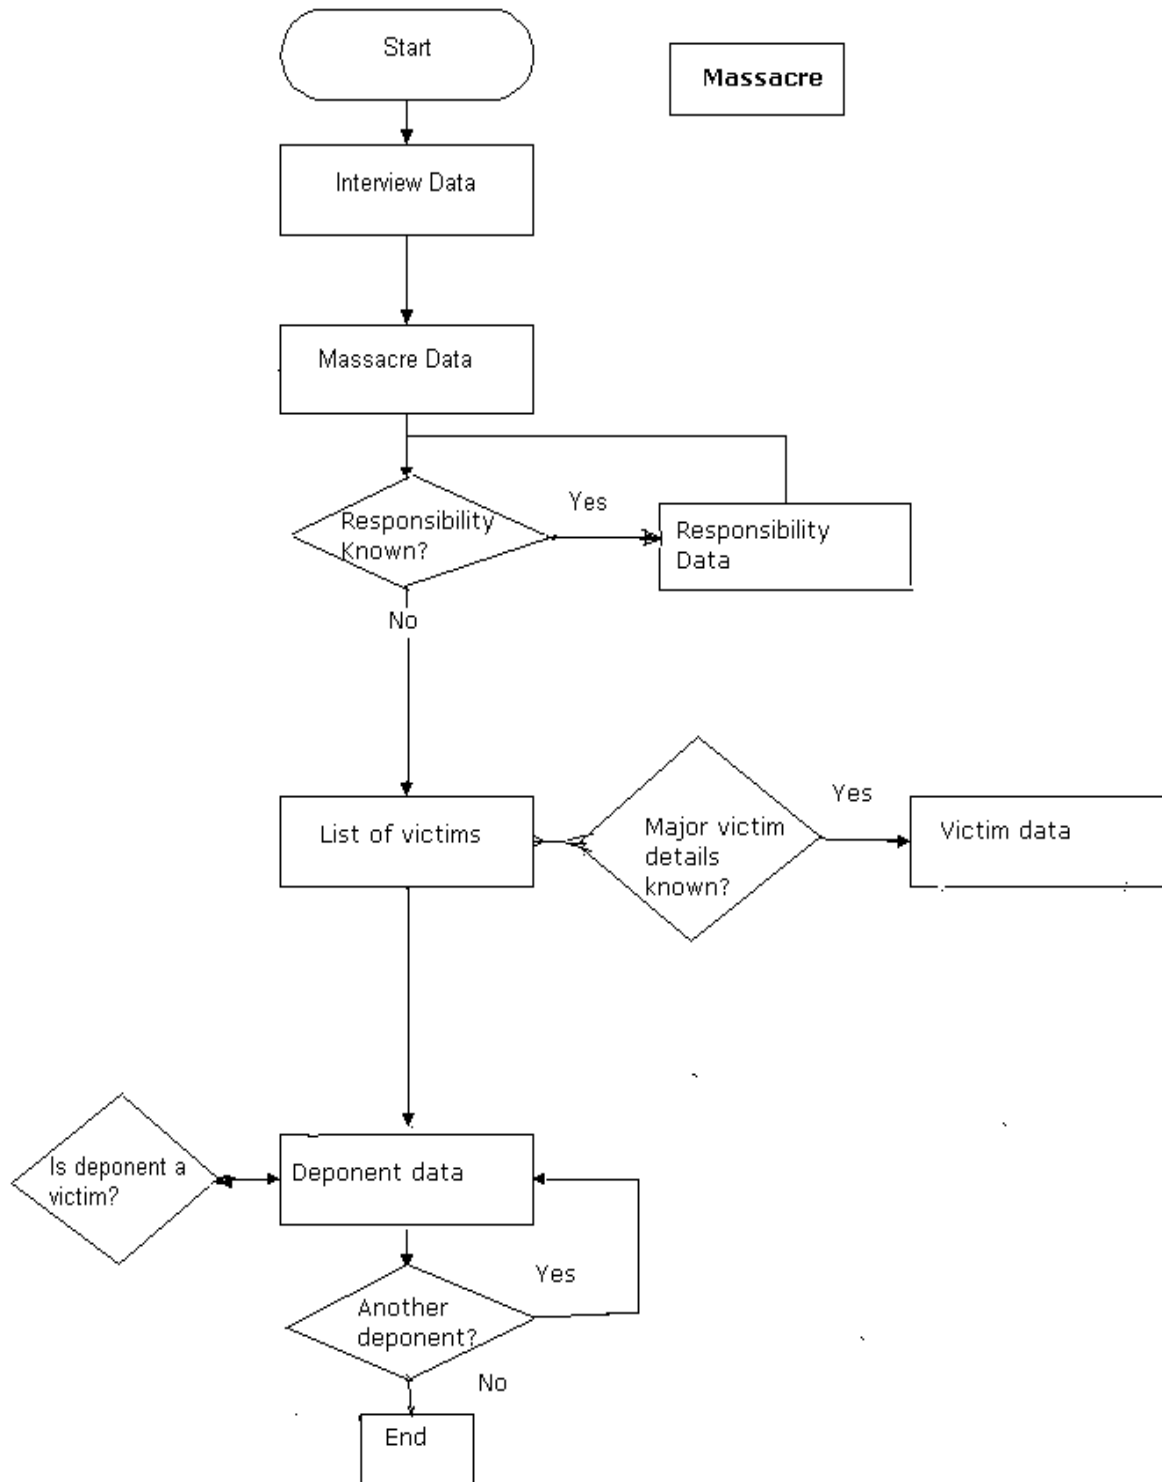 Start
Massacre
Interview Data
Massacre Data
Yes
Responsibility
Known?
Responsibility
Data
No
List of victims
Major victim
details
known?
Yes
Victim data
Is deponent a
victim?
Deponent data
Yes
Another
deponent?
No
End